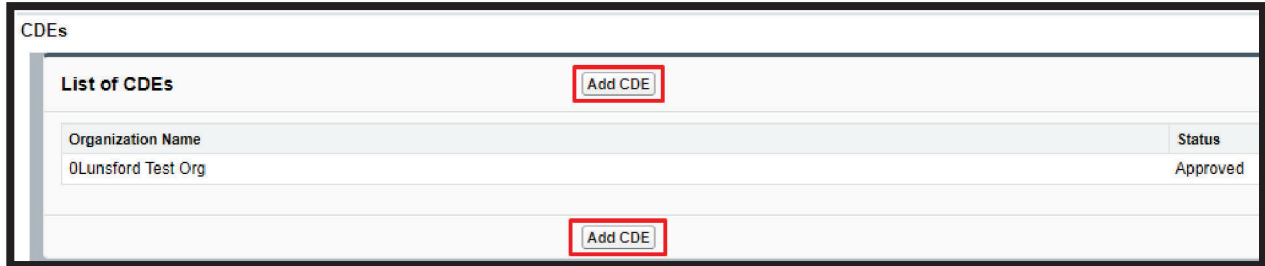 CDEs
List of CDEs Add CDE
Organization Name Status
0Lunsford Test Org Approved
Add CDE